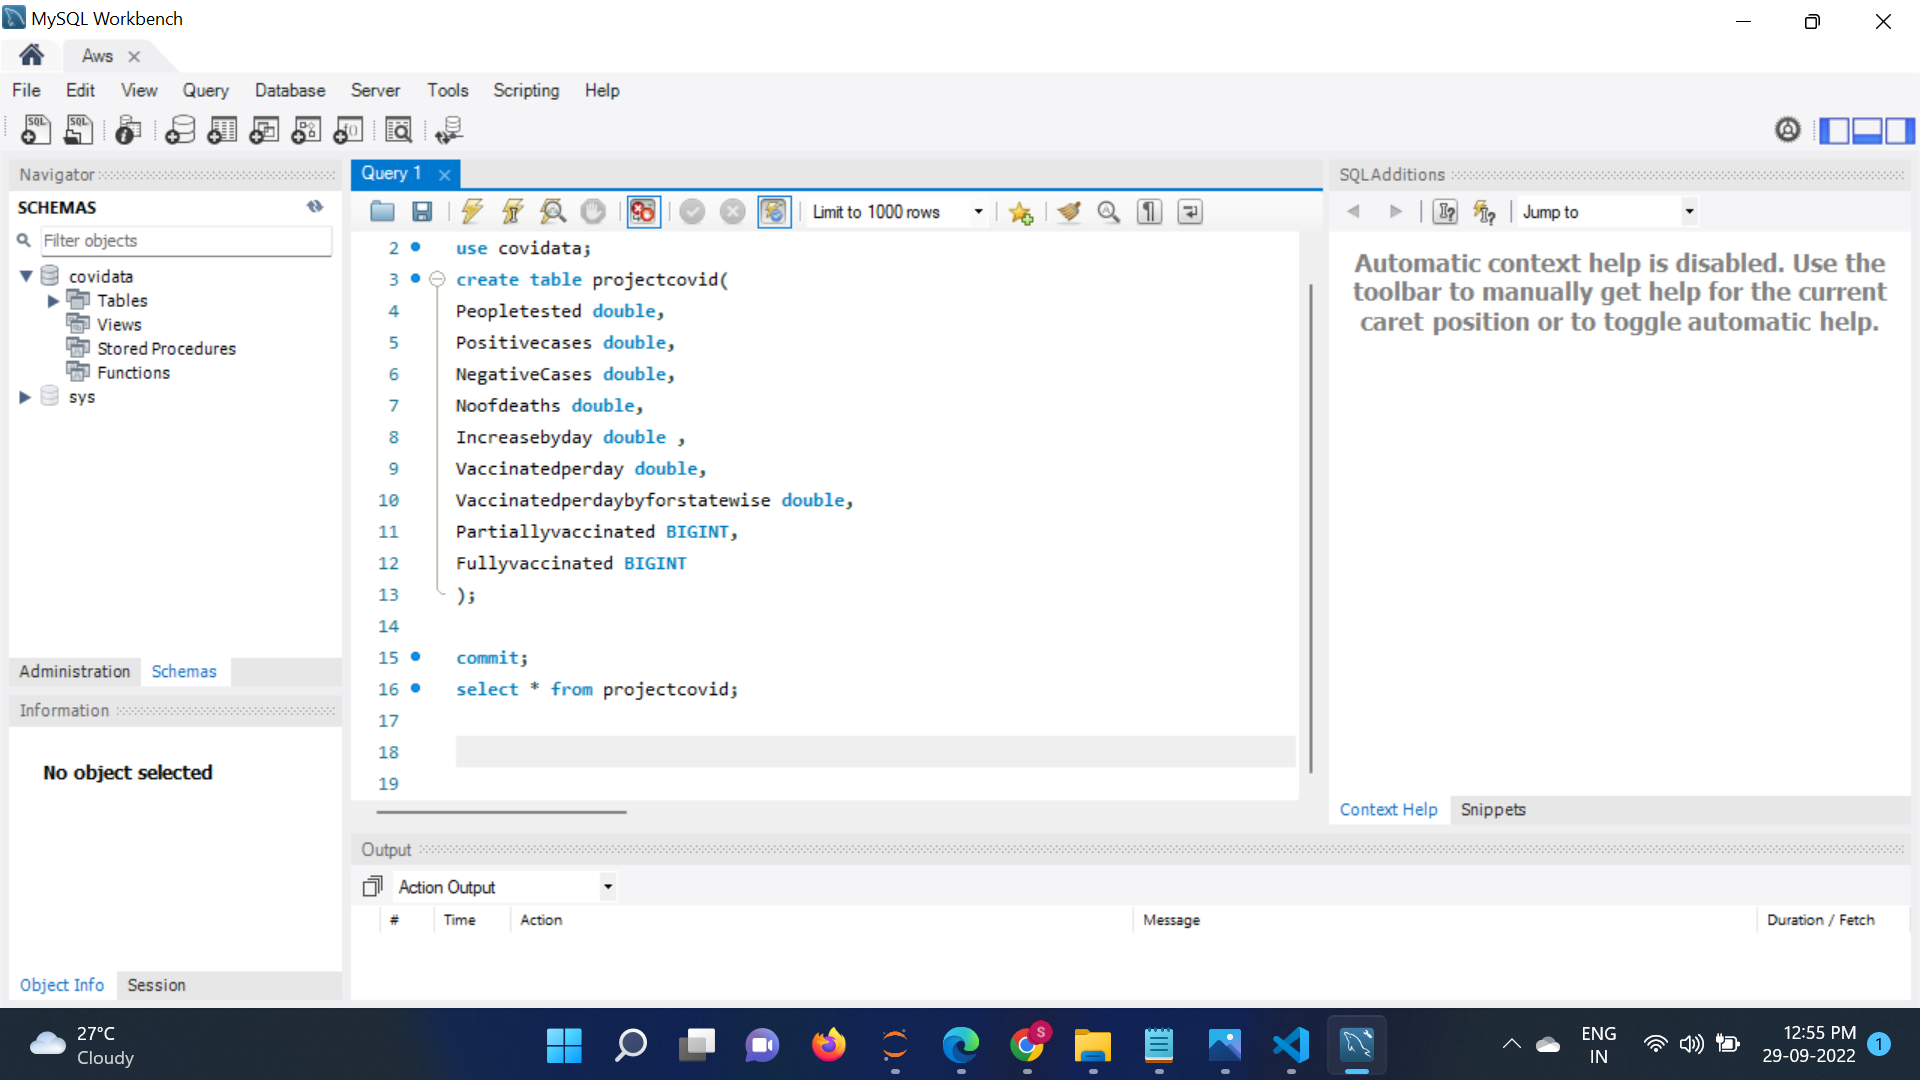 MySQL Workbench
Aws
File Edit View Query Database Server Tools Scripting Help
Navigator
SCHEMAS
Filter objects
covidata
Tables
Views
Stored Procedures
Functions
sys
Administration Schemas
Information
No object selected
Object Info Session
Query 1
Limit to 1000 rows
2 use covidata;
3 create table projectcovid(
4 Peopletested double,
5 Positivecases double,
6 NegativeCases double,
7 Noofdeaths double,
8 Increasebyday double ,
9 Vaccinatedperday double,
10 Vaccinatedperdaybyforstatewise double,
11 Partiallyvaccinated BIGINT,
12 Fullyvaccinated BIGINT
13 );
14
15 commit;
16 select * from projectcovid;
17
18
19
SQLAdditions
Jump to
Automatic context help is disabled. Use the
toolbar to manually get help for the current
caret position or to toggle automatic help.
Context Help Snippets
Output
Action Output
# Time Action Message Duration / Fetch
27°C
Cloudy
S
ENG
IN
12:55 PM
29-09-2022
1